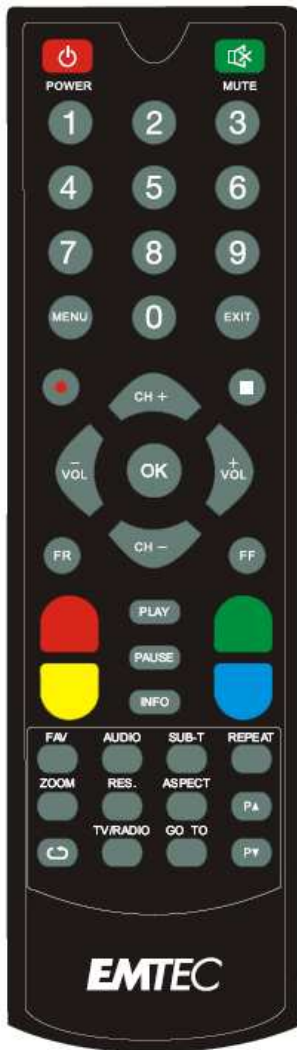 POWER MUTE
1 2 3
4 5 6
7 8 9
MENU 0 EXIT
CH +
− VOL OK + VOL
CH −
FR FF
PLAY
PAUSE
INFO
FAV AUDIO SUB-T REPEAT
ZOOM RES. ASPECT
P▲
TV/RADIO GO TO
P▼
EMTEC